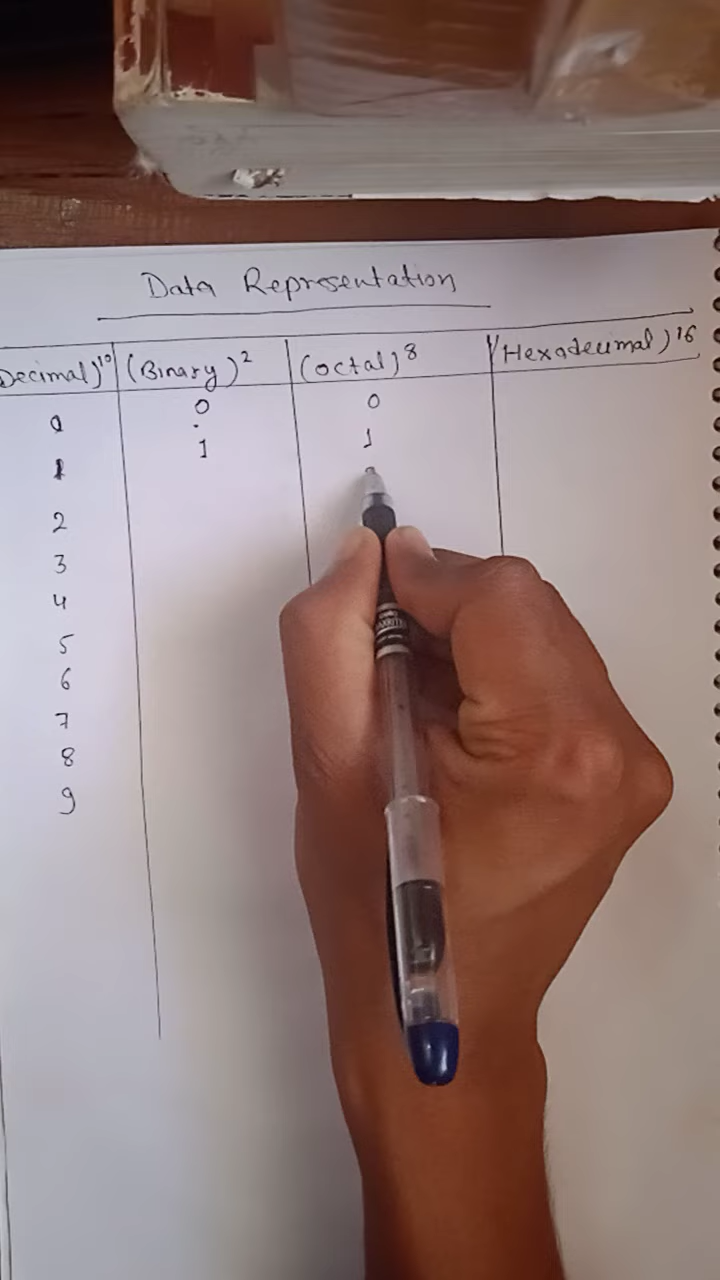 Data Representation
Decimal)¹⁰ (Binary)² (octal)⁸ (Hexadecimal)¹⁶
0 0 0
1 1 1
2
3
4
5
6
7
8
9